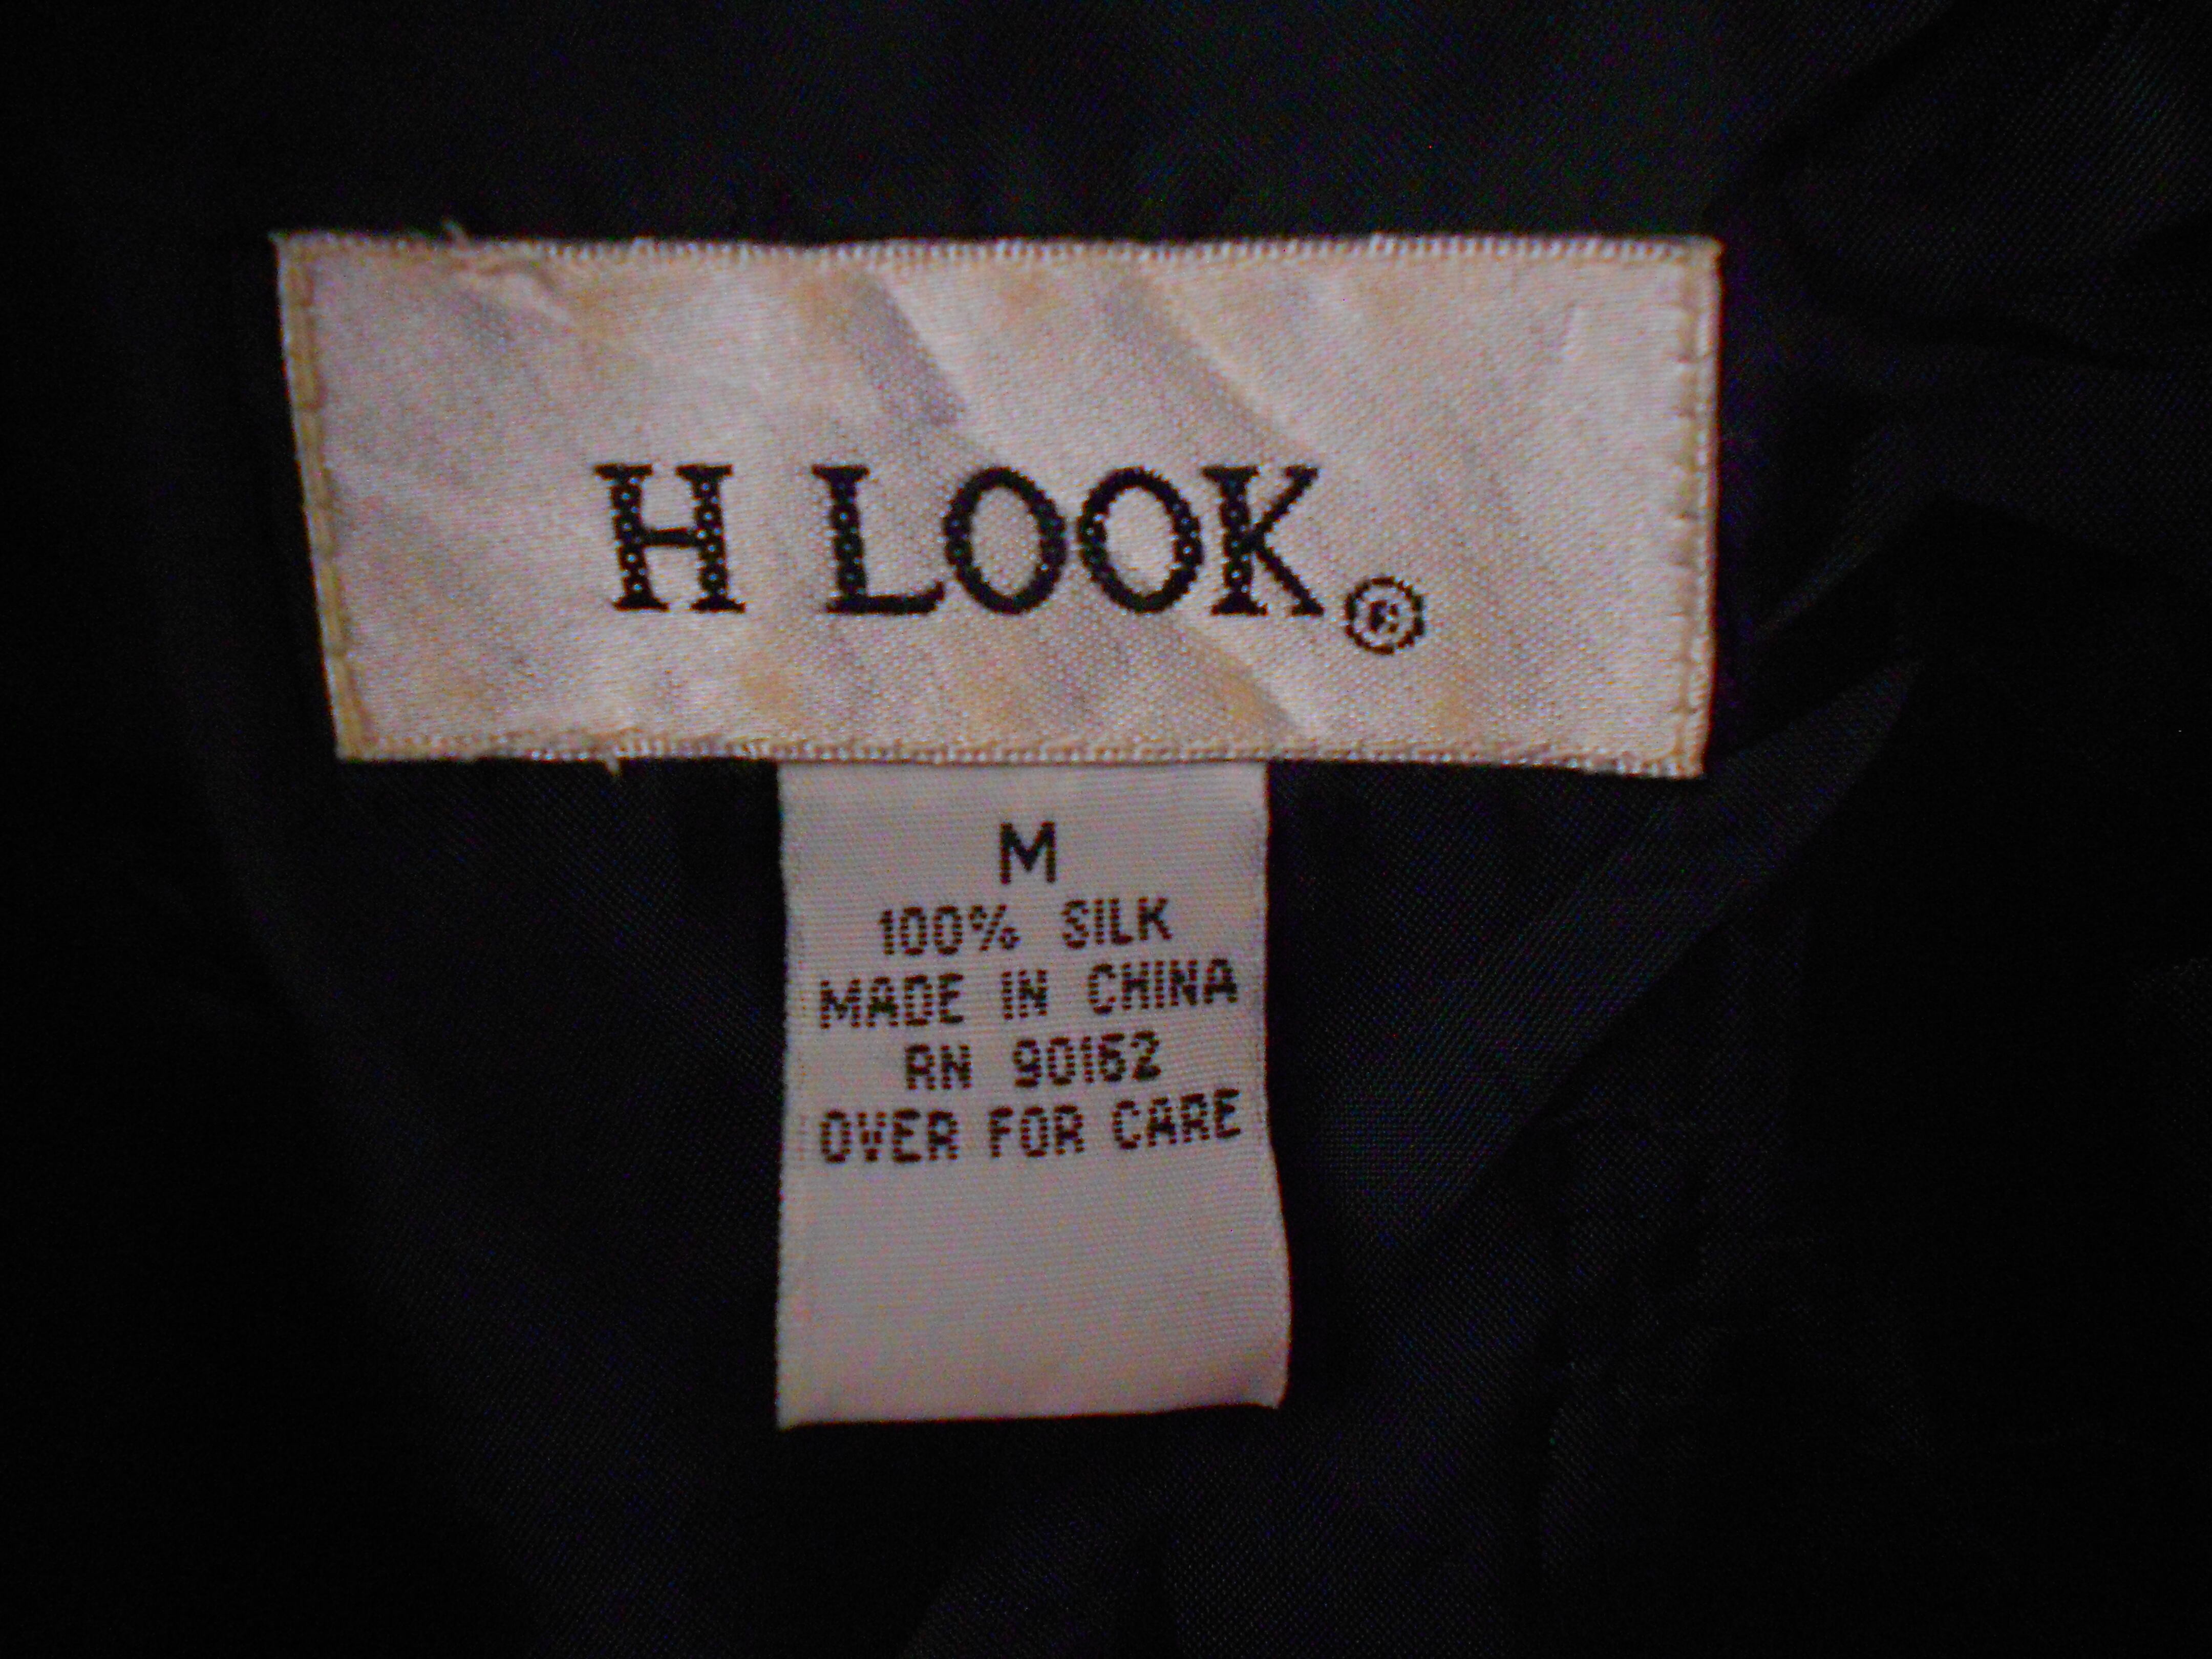 H LOOK®
M
100% SILK
MADE IN CHINA
RN 90162
OVER FOR CARE